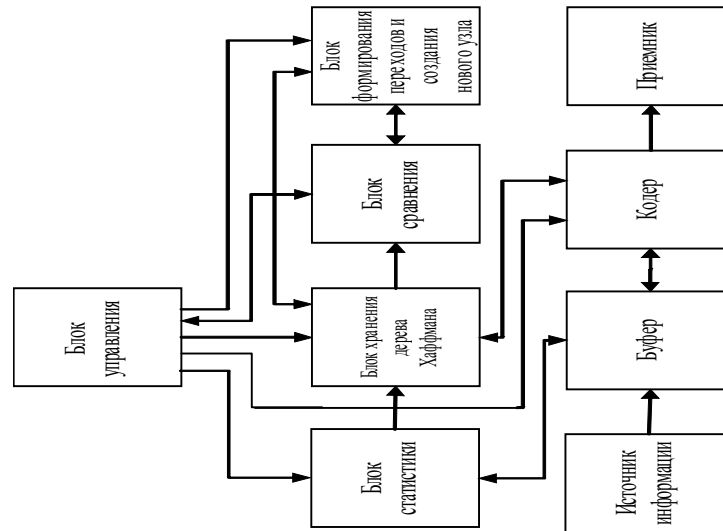 Блок
управления
Блок
статистики
Блок хранения
дерева
Хаффмана
Блок
сравнения
Блок
формирования
переходов и
создания
нового узла
Источник
информации
Буфер
Кодер
Приемник